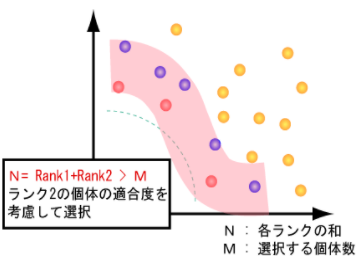 N= Rank1+Rank2 > M
ランク2の個体の適合度を
考慮して選択
N : 各ランクの和
M : 選択する個体数